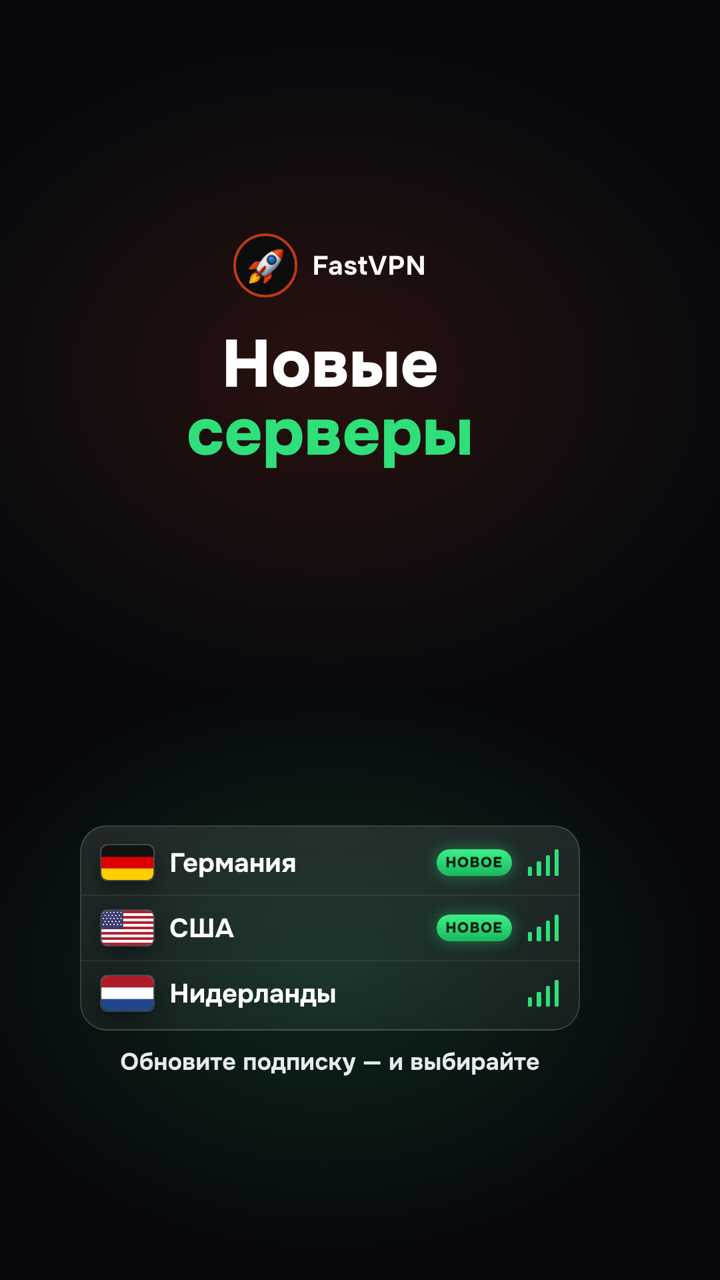 FastVPN
Новые
серверы
Германия НОВОЕ
США НОВОЕ
Нидерланды
Обновите подписку — и выбирайте